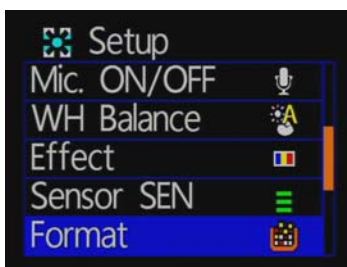 Setup
Mic. ON/OFF
WH Balance
A
Effect
Sensor SEN
Format